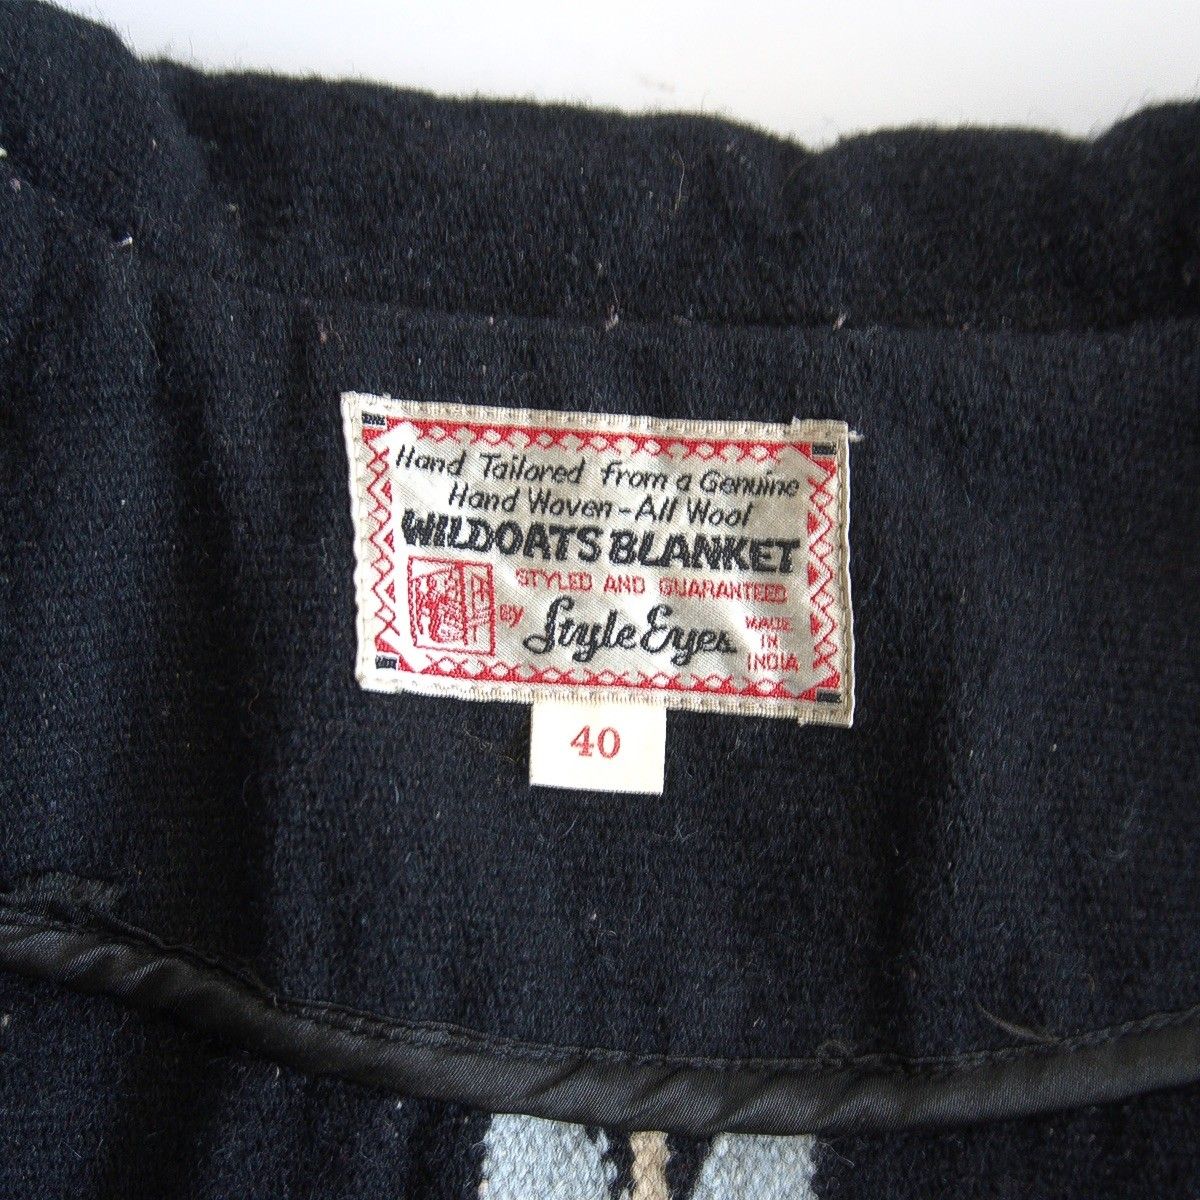 Hand Tailored from a Genuine
Hand Woven-All Wool
WILDOATS BLANKET
STYLED AND GUARANTEED
By Style Eyes
MADE
IN
INDIA
40